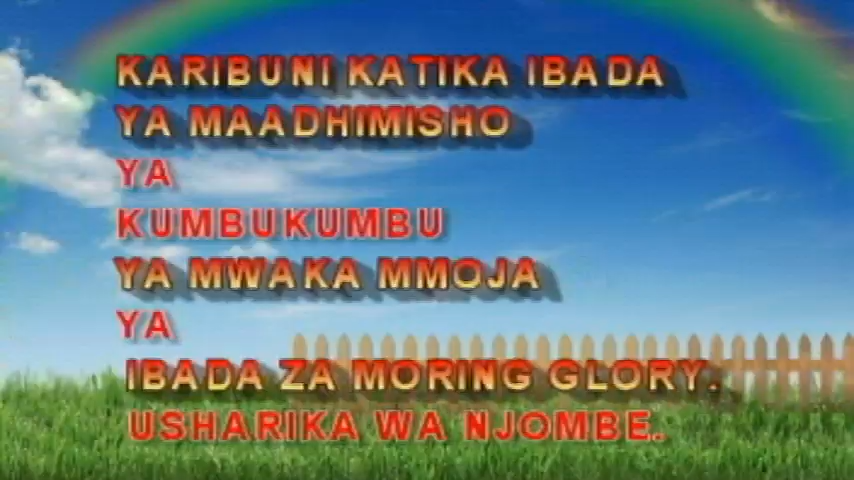 KARIBUNI KATIKA IBADA
YA MAADHIMISHO
YA
KUMBUKUMBU
YA MWAKA MMOJA
YA
IBADA ZA MORING GLORY.
USHARIKA WA NJOMBE.